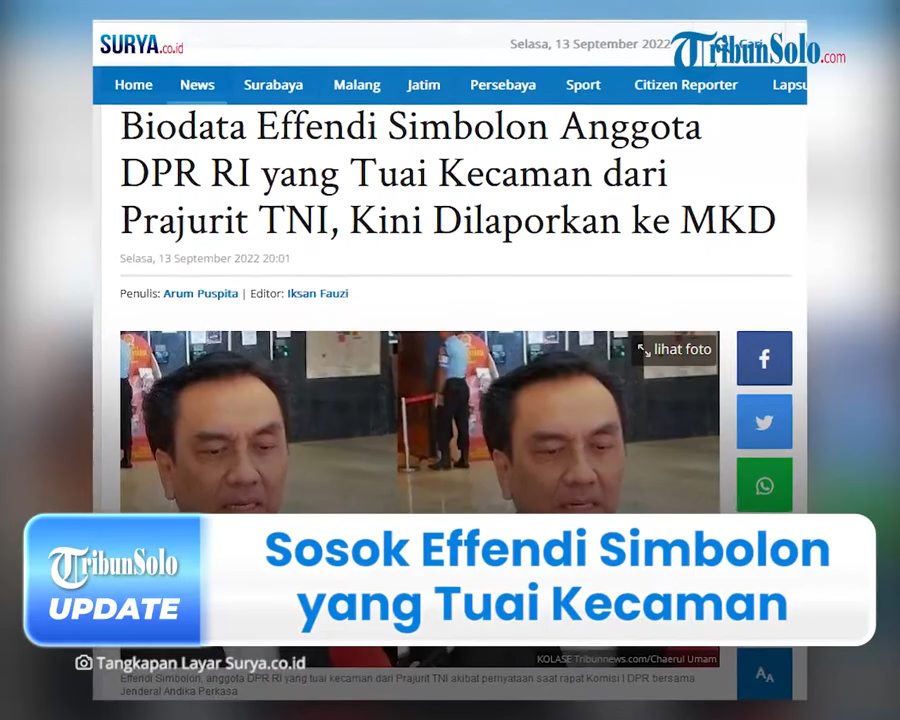 SURYA.co.id
Selasa, 13 September 2022
Cari
TribunSolo.com
Home News Surabaya Malang Jatim Persebaya Sport Citizen Reporter Lapsu
Biodata Effendi Simbolon Anggota
DPR RI yang Tuai Kecaman dari
Prajurit TNI, Kini Dilaporkan ke MKD
Selasa, 13 September 2022 20:01
Penulis: Arum Puspita | Editor: Iksan Fauzi
lihat foto
TribunSolo
UPDATE
Sosok Effendi Simbolon
yang Tuai Kecaman
Tangkapan Layar Surya.co.id
KOLASE Tribunnews.com/Chaerul Umam
AA
Effendi Simbolon, anggota DPR RI yang tuai kecaman dari Prajurit TNI akibat pernyataan saat rapat Komisi I DPR bersama
Jenderal Andika Perkasa